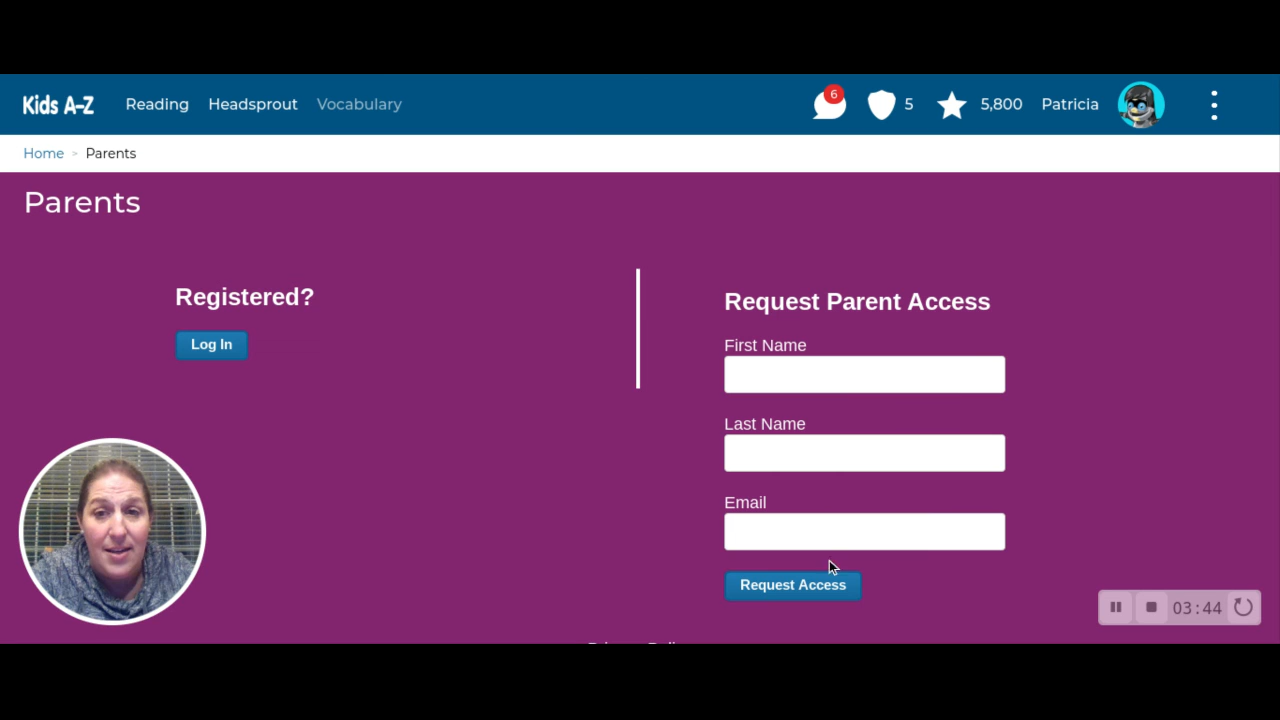 Kids A-Z Reading Headsprout Vocabulary 6 5 5,800 Patricia
Home > Parents
Parents
Registered?
Log In
Request Parent Access
First Name
Last Name
Email
Request Access
03:44